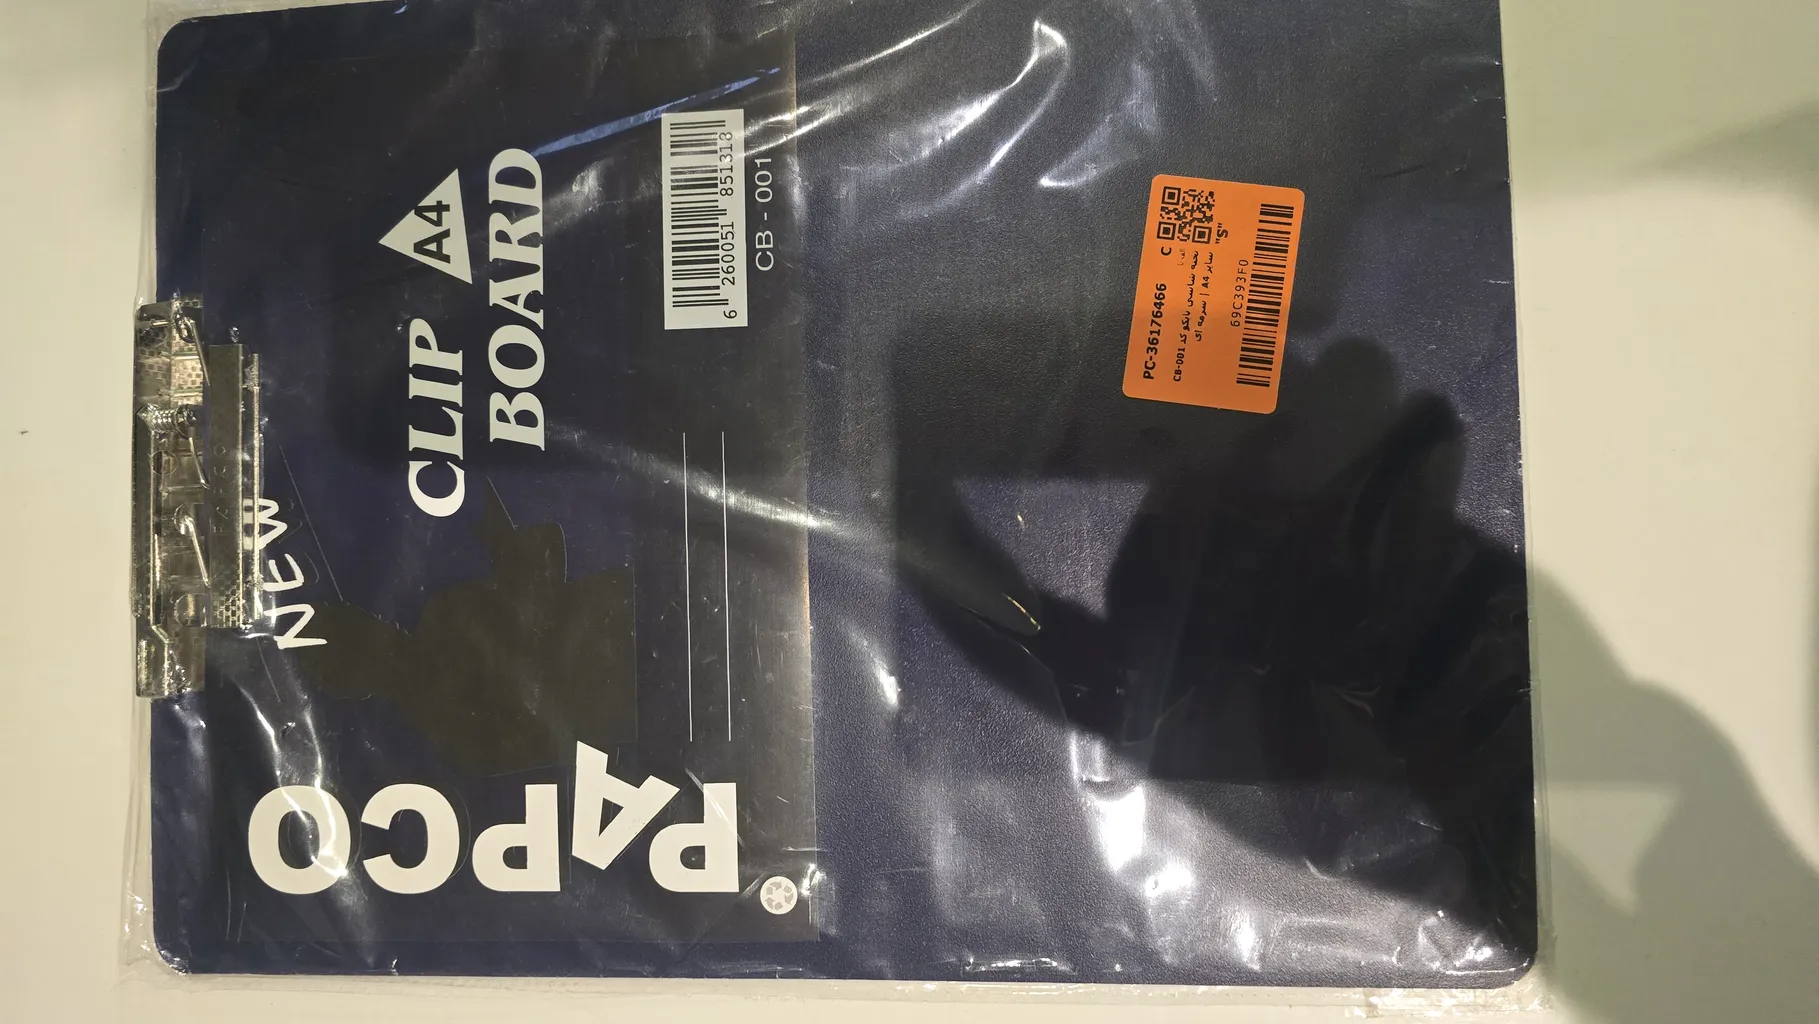 NEW
CLIP
BOARD
A4
6 260051 851318
CB - 001
PAPCO
PC-36176466 C
تخته شاسی پاپکو کد CB-001
سایز A4 | سرمه ای "S"
69C393F0